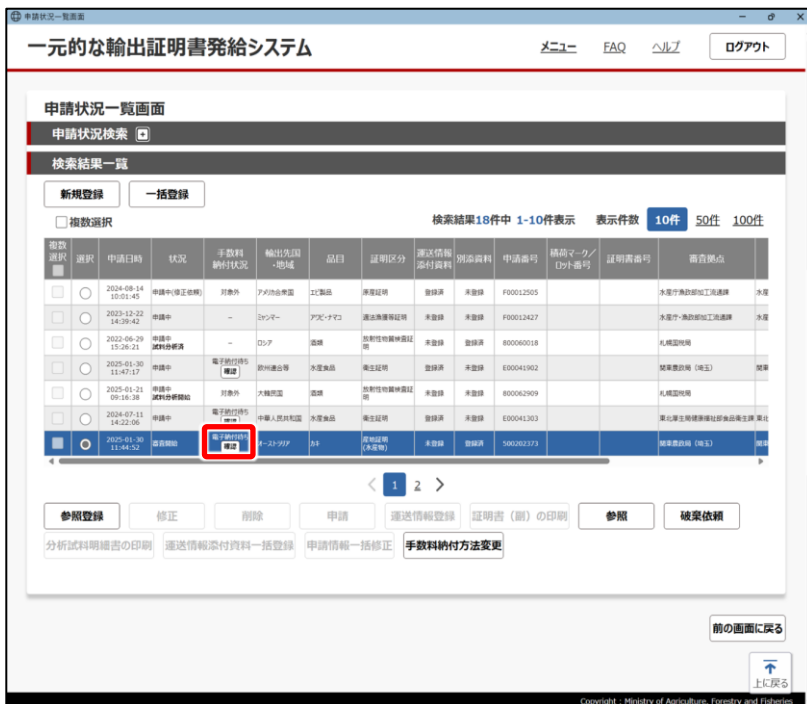 申請状況一覧画面
一元的な輸出証明書発給システム
メニュー FAQ ヘルプ ログアウト
申請状況一覧画面
申請状況検索
検索結果一覧
新規登録 一括登録
複数選択 検索結果18件中 1-10件表示 表示件数 10件 50件 100件
複数選択 選択 申請日時 状況 手数料納付状況 輸出先国・地域 品目 証明区分 運送情報添付資料 別添資料 申請番号 積荷マーク/ロット番号 証明書番号 審査拠点
2024-08-14 10:01:45 申請中(修正依頼) 対象外 アメリカ合衆国 エビ製品 原産証明 登録済 未登録 F00012505 水産庁漁政部加工流通課 水産
2023-12-22 14:39:42 申請中 – ミャンマー アワビ・ナマコ 適法漁獲等証明 未登録 未登録 F00012427 水産庁・漁政部加工流通課 水産
2022-06-29 15:26:21 申請中 試料分析済 – ロシア 酒類 放射性物質検査証明 未登録 登録済 800060018 札幌国税局
2025-01-30 11:47:17 申請中 電子納付待ち 確認 欧州連合等 水産食品 衛生証明 登録済 未登録 E00041902 関東農政局（埼玉） 関東
2025-01-21 09:16:38 申請中 試料分析開始 対象外 大韓民国 酒類 放射性物質検査証明 未登録 未登録 800062909 札幌国税局
2024-07-11 14:22:06 申請中 電子納付待ち 中華人民共和国 水産食品 衛生証明 登録済 未登録 E00041303 東北厚生局健康福祉部食品衛生課 東北
2025-01-30 11:44:52 審査開始 電子納付待ち 確認 オーストラリア カキ 産地証明(水産物) 未登録 登録済 500202373 関東農政局（埼玉） 関東
1 2
参照登録 修正 削除 申請 運送情報登録 証明書（副）の印刷 参照 破棄依頼
分析試料明細書の印刷 運送情報添付資料一括登録 申請情報一括修正 手数料納付方法変更
前の画面に戻る
上に戻る
Copyright : Ministry of Agriculture, Forestry and Fisheries